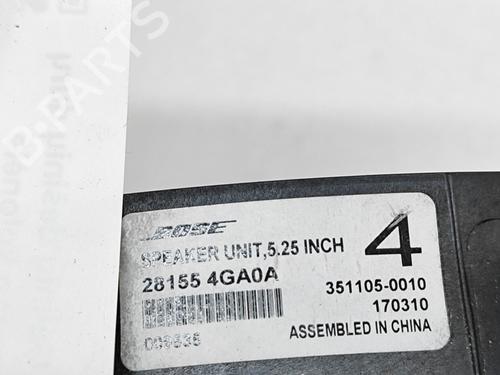 B-PARTS
BOSE
SPEAKER UNIT,5.25 INCH
4
28155 4GA0A
351105-0010
170310
ASSEMBLED IN CHINA